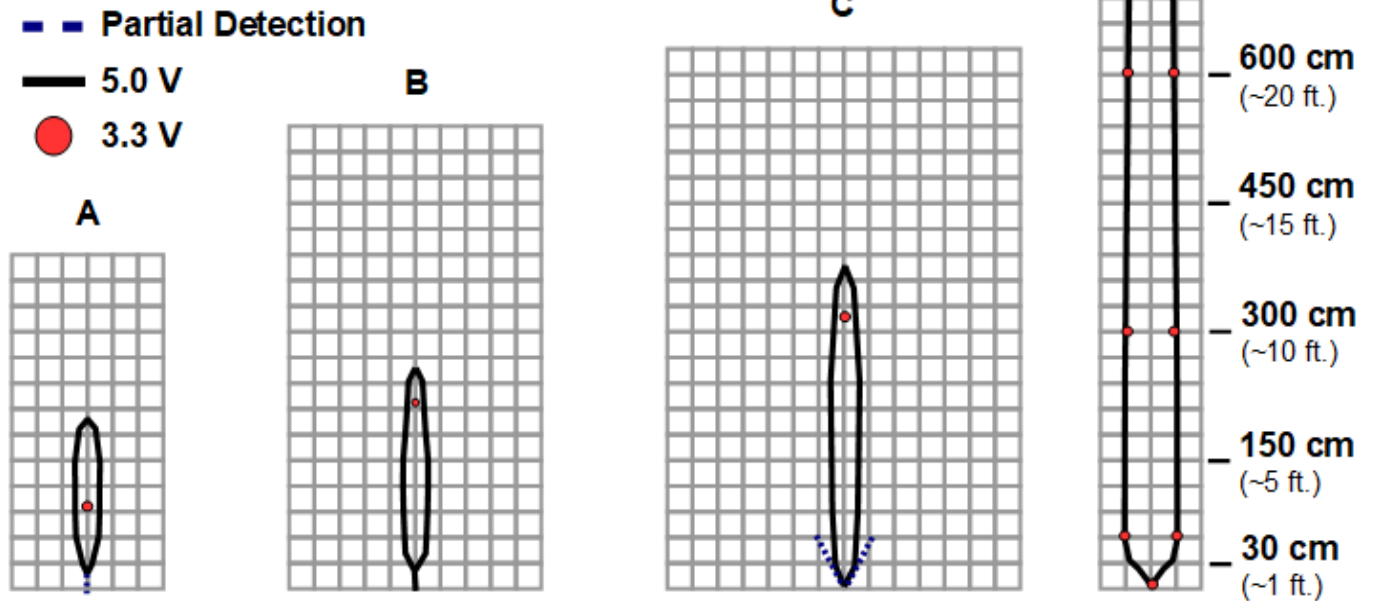 Partial Detection
5.0 V
3.3 V
A
B
C
600 cm
(~20 ft.)
450 cm
(~15 ft.)
300 cm
(~10 ft.)
150 cm
(~5 ft.)
30 cm
(~1 ft.)